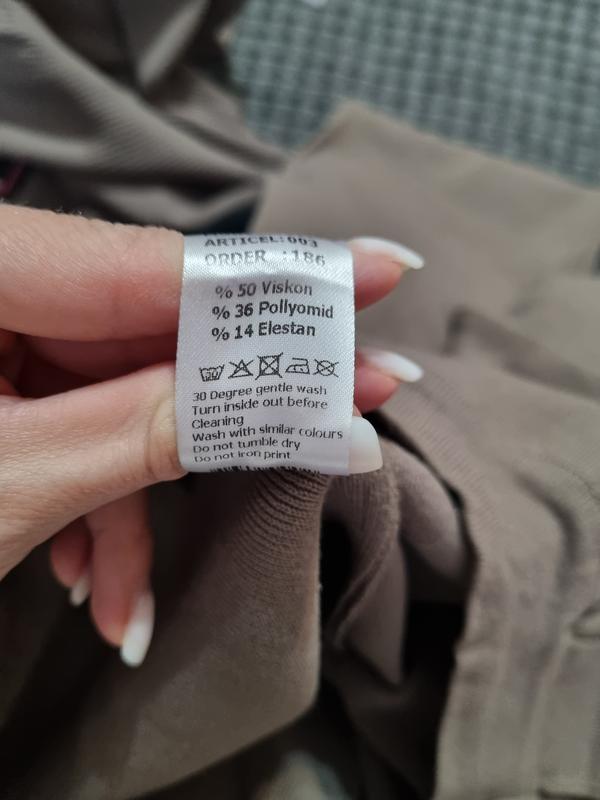 ARTICEL:003
ORDER :186
% 50 Viskon
% 36 Pollyomid
% 14 Elestan
30
30 Degree gentle wash
Turn inside out before
Cleaning
Wash with similar colours
Do not tumble dry
Do not iron print